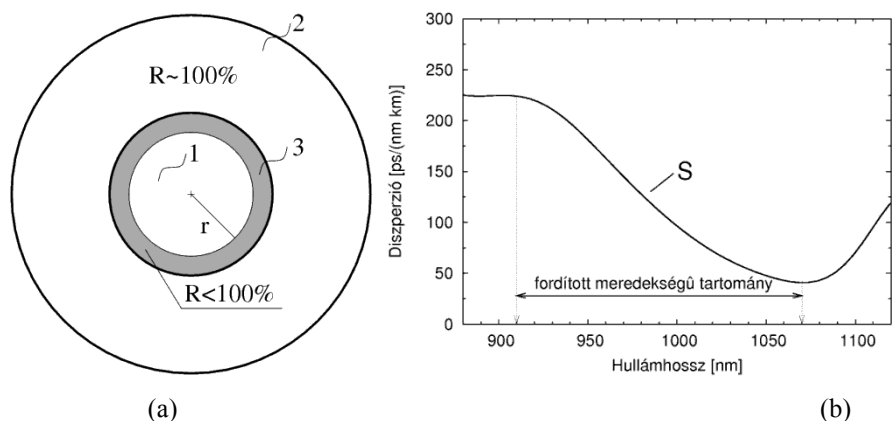 2
R~100%
1
3
r
R<100%
(a)
300
250
200
150
100
50
0
Diszperzió [ps/(nm km)]
S
fordított meredekségû tartomány
900
950
1000
1050
1100
Hullámhossz [nm]
(b)